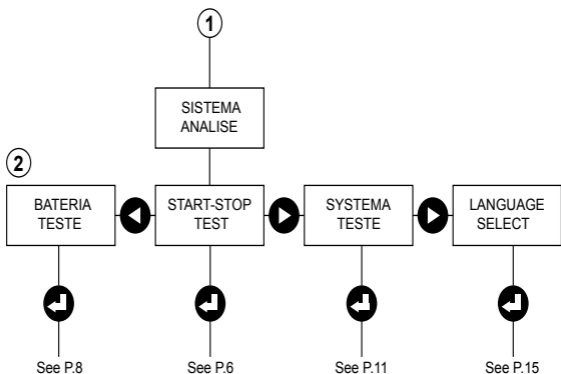 1
SISTEMA
ANALISE
2
BATERIA
TESTE
START-STOP
TEST
SYSTEMA
TESTE
LANGUAGE
SELECT
See P.8
See P.6
See P.11
See P.15